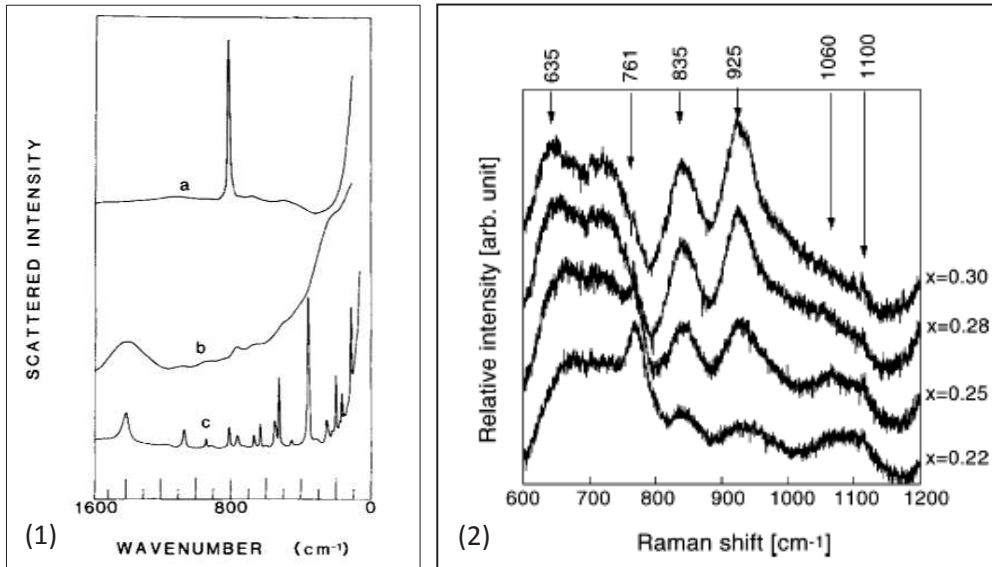 SCATTERED INTENSITY
a
b
c
1600 800 0
(1)
WAVENUMBER (cm⁻¹)
635 761 835 925 1060 1100
Relative intensity [arb. unit]
x=0.30
x=0.28
x=0.25
x=0.22
600 700 800 900 1000 1100 1200
(2)
Raman shift [cm-1]